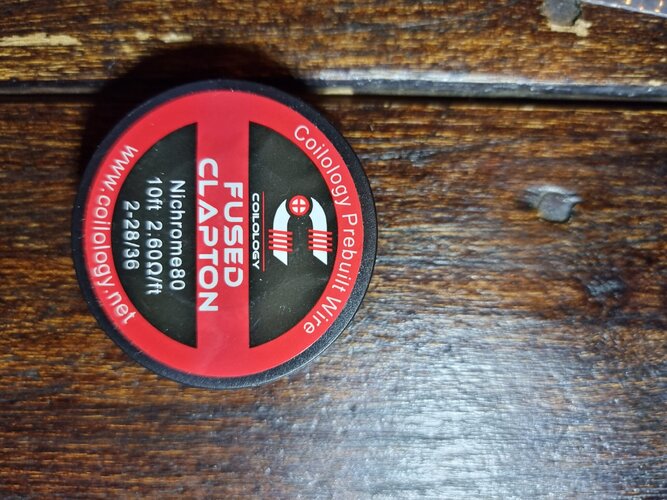 Coilology Prebuilt Wire
COILOLOGY
FUSED
CLAPTON
Nichrome80
10ft 2.60Ω/ft
2-28/36
www.coilology.net